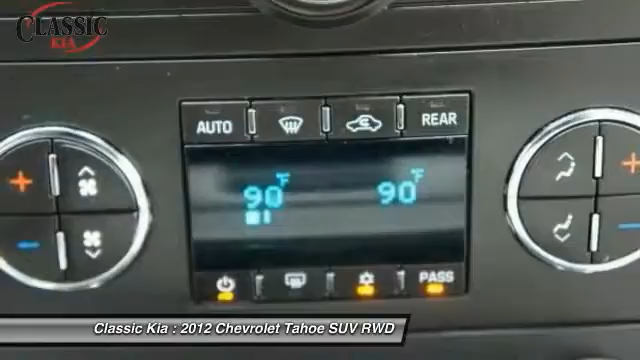 CLASSIC
KIA
AUTO
REAR
90°F 90°F
PASS
Classic Kia : 2012 Chevrolet Tahoe SUV RWD